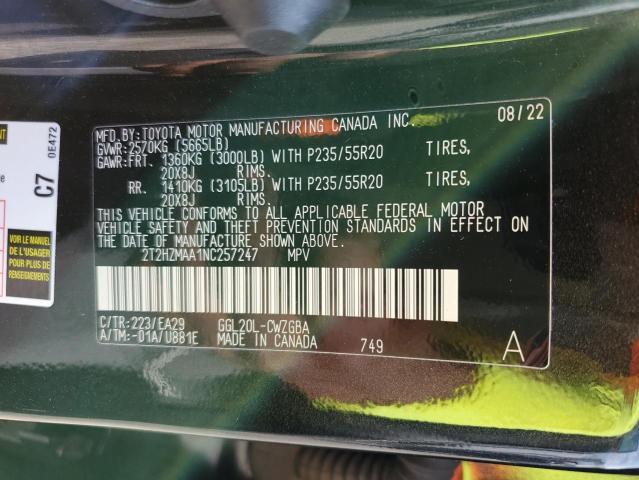 MFD. BY:TOYOTA MOTOR MANUFACTURING CANADA INC. 08/22
GVWR:2570KG (5665LB)
GAWR:FRT. 1360KG (3000LB) WITH P235/55R20 TIRES,
20X8J RIMS.
RR. 1410KG (3105LB) WITH P235/55R20 TIRES,
20X8J RIMS.
THIS VEHICLE CONFORMS TO ALL APPLICABLE FEDERAL MOTOR
VEHICLE SAFETY AND THEFT PREVENTION STANDARDS IN EFFECT ON
THE DATE OF MANUFACTURE SHOWN ABOVE.
2T2HZMAA1NC257247 MPV
C/TR:223/EA29 GGL20L-CWZGBA
A/TM:-01A/U881E MADE IN CANADA 749 A
C7
0E472
VOIR LE MANUEL
DE L'USAGER
POUR PLUS DE
RENSEIGNEMENTS